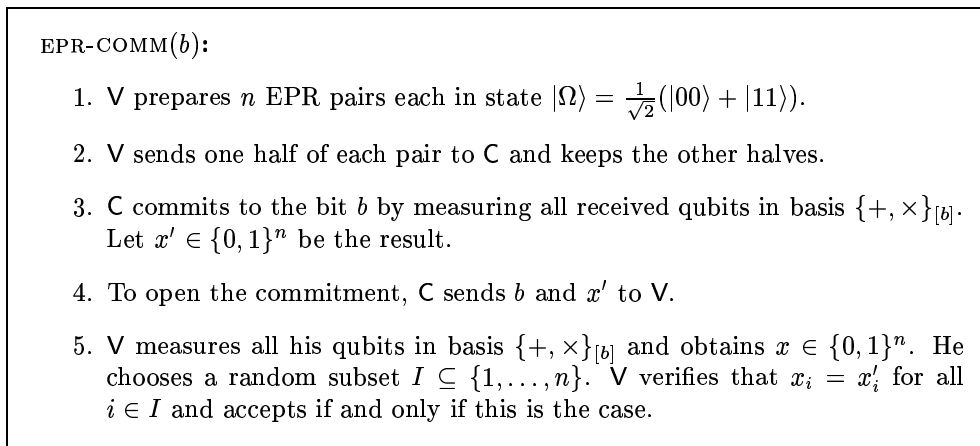 EPR-COMM(b):
1. V prepares n EPR pairs each in state |Ω⟩ = 1/√2(|00⟩ + |11⟩).
2. V sends one half of each pair to C and keeps the other halves.
3. C commits to the bit b by measuring all received qubits in basis {+, ×}[b].
Let x′ ∈ {0, 1}ⁿ be the result.
4. To open the commitment, C sends b and x′ to V.
5. V measures all his qubits in basis {+, ×}[b] and obtains x ∈ {0, 1}ⁿ. He
chooses a random subset I ⊆ {1, . . . , n}. V verifies that xᵢ = x′ᵢ for all
i ∈ I and accepts if and only if this is the case.